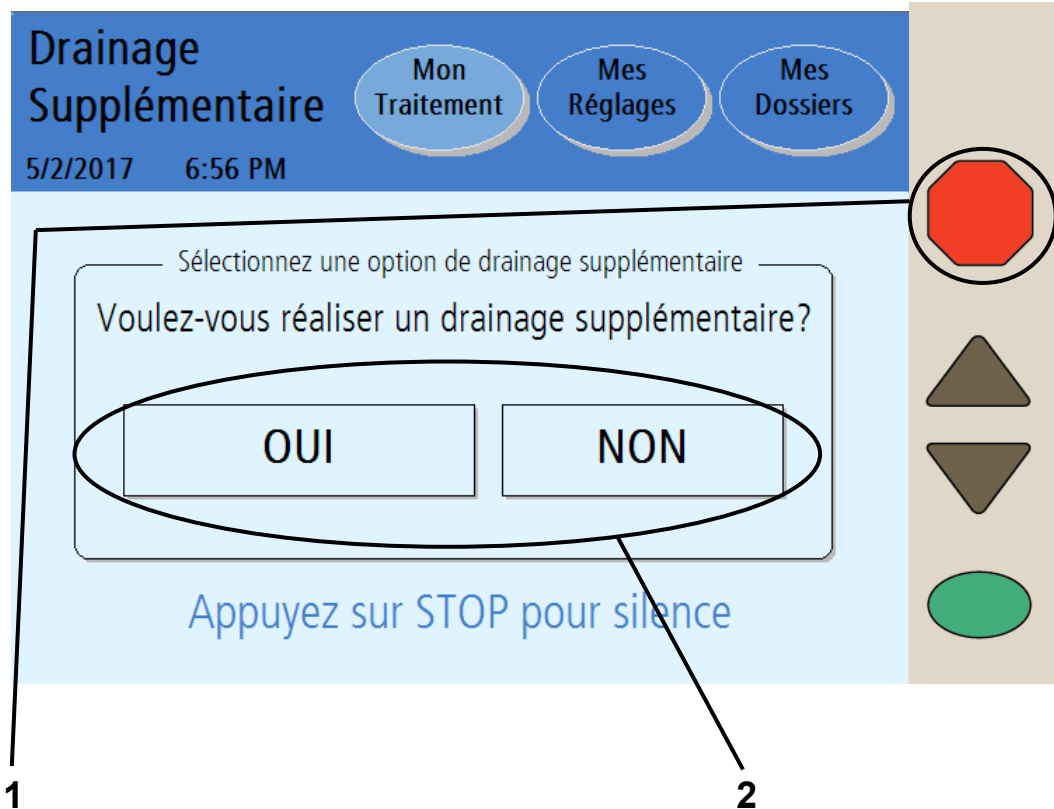 Drainage
Supplémentaire
5/2/2017 6:56 PM
Mon
Traitement
Mes
Réglages
Mes
Dossiers
Sélectionnez une option de drainage supplémentaire
Voulez-vous réaliser un drainage supplémentaire?
OUI
NON
Appuyez sur STOP pour silence
1
2